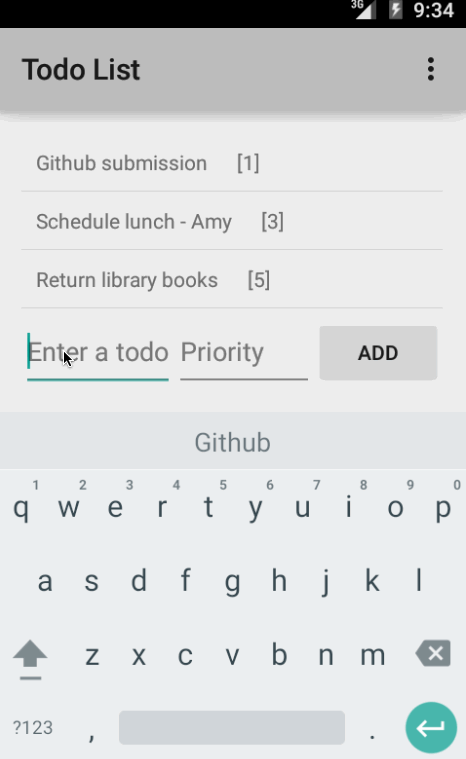 3G 9:34
Todo List
Github submission [1]
Schedule lunch - Amy [3]
Return library books [5]
Enter a todo Priority ADD
Github
1 2 3 4 5 6 7 8 9 0
q w e r t y u i o p
a s d f g h j k l
z x c v b n m
?123 , .